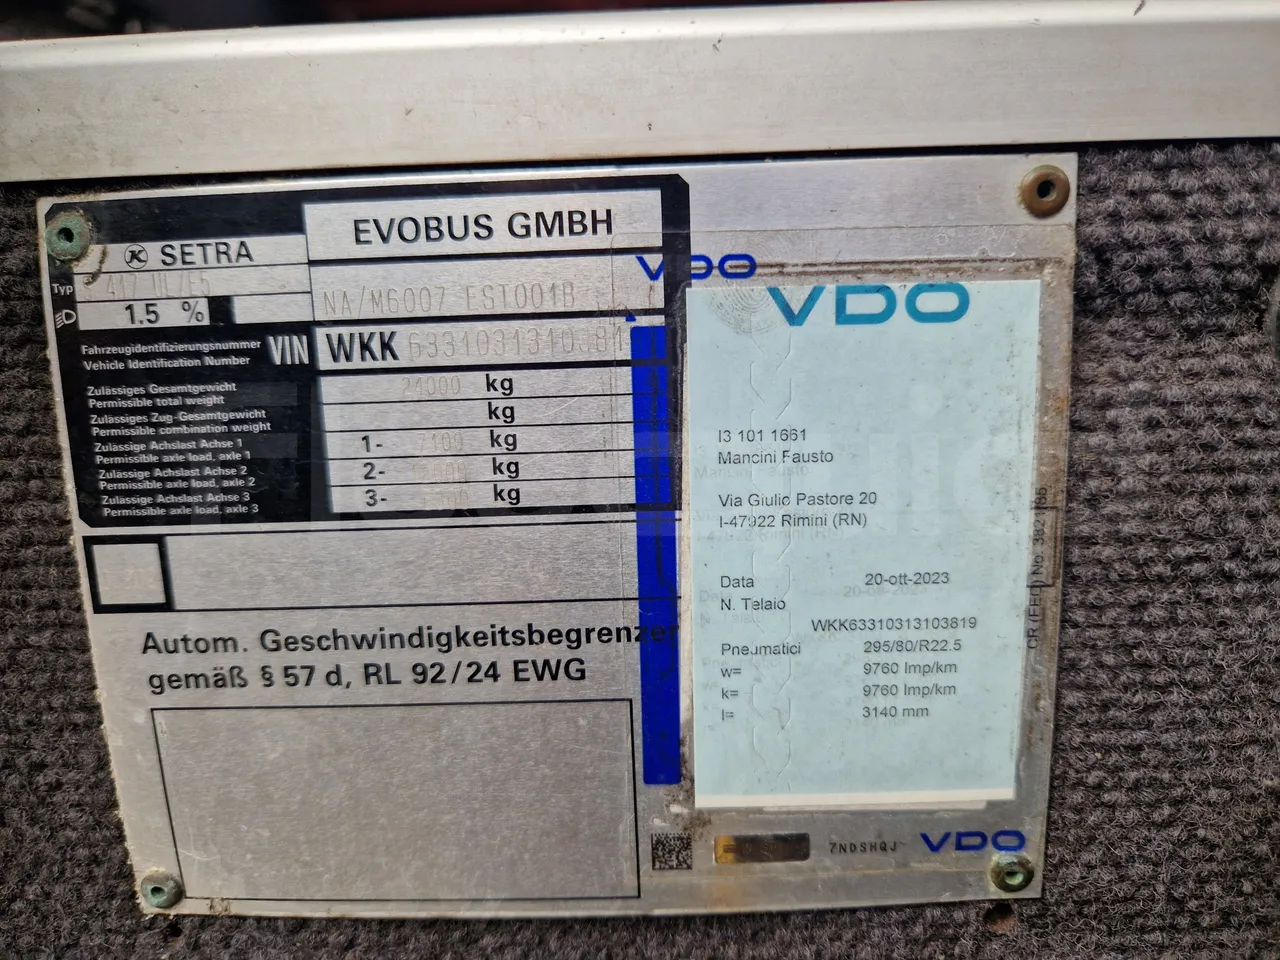 EVOBUS GMBH
SETRA
Typ 417 UL/E5
NA/M6007 EST001B
1.5 %
Fahrzeugidentifizierungsnummer
Vehicle Identification Number
VIN WKK 6331031310381
Zulässiges Gesamtgewicht
Permissible total weight
24000 kg
Zulässiges Zug-Gesamtgewicht
Permissible combination weight
kg
Zulässige Achslast Achse 1
Permissible axle load, axle 1
1- 7100 kg
Zulässige Achslast Achse 2
Permissible axle load, axle 2
2- kg
Zulässige Achslast Achse 3
Permissible axle load, axle 3
3- kg
Autom. Geschwindigkeitsbegrenzer
gemäß § 57 d, RL 92/24 EWG
VDO
VDO
I3 101 1661
Mancini Fausto
Via Giulio Pastore 20
I-47922 Rimini (RN)
Data 20-ott-2023
N. Telaio
WKK63310313103819
Pneumatici 295/80/R22.5
w= 9760 Imp/km
k= 9760 Imp/km
l= 3140 mm
7NDSHQJ
VDO